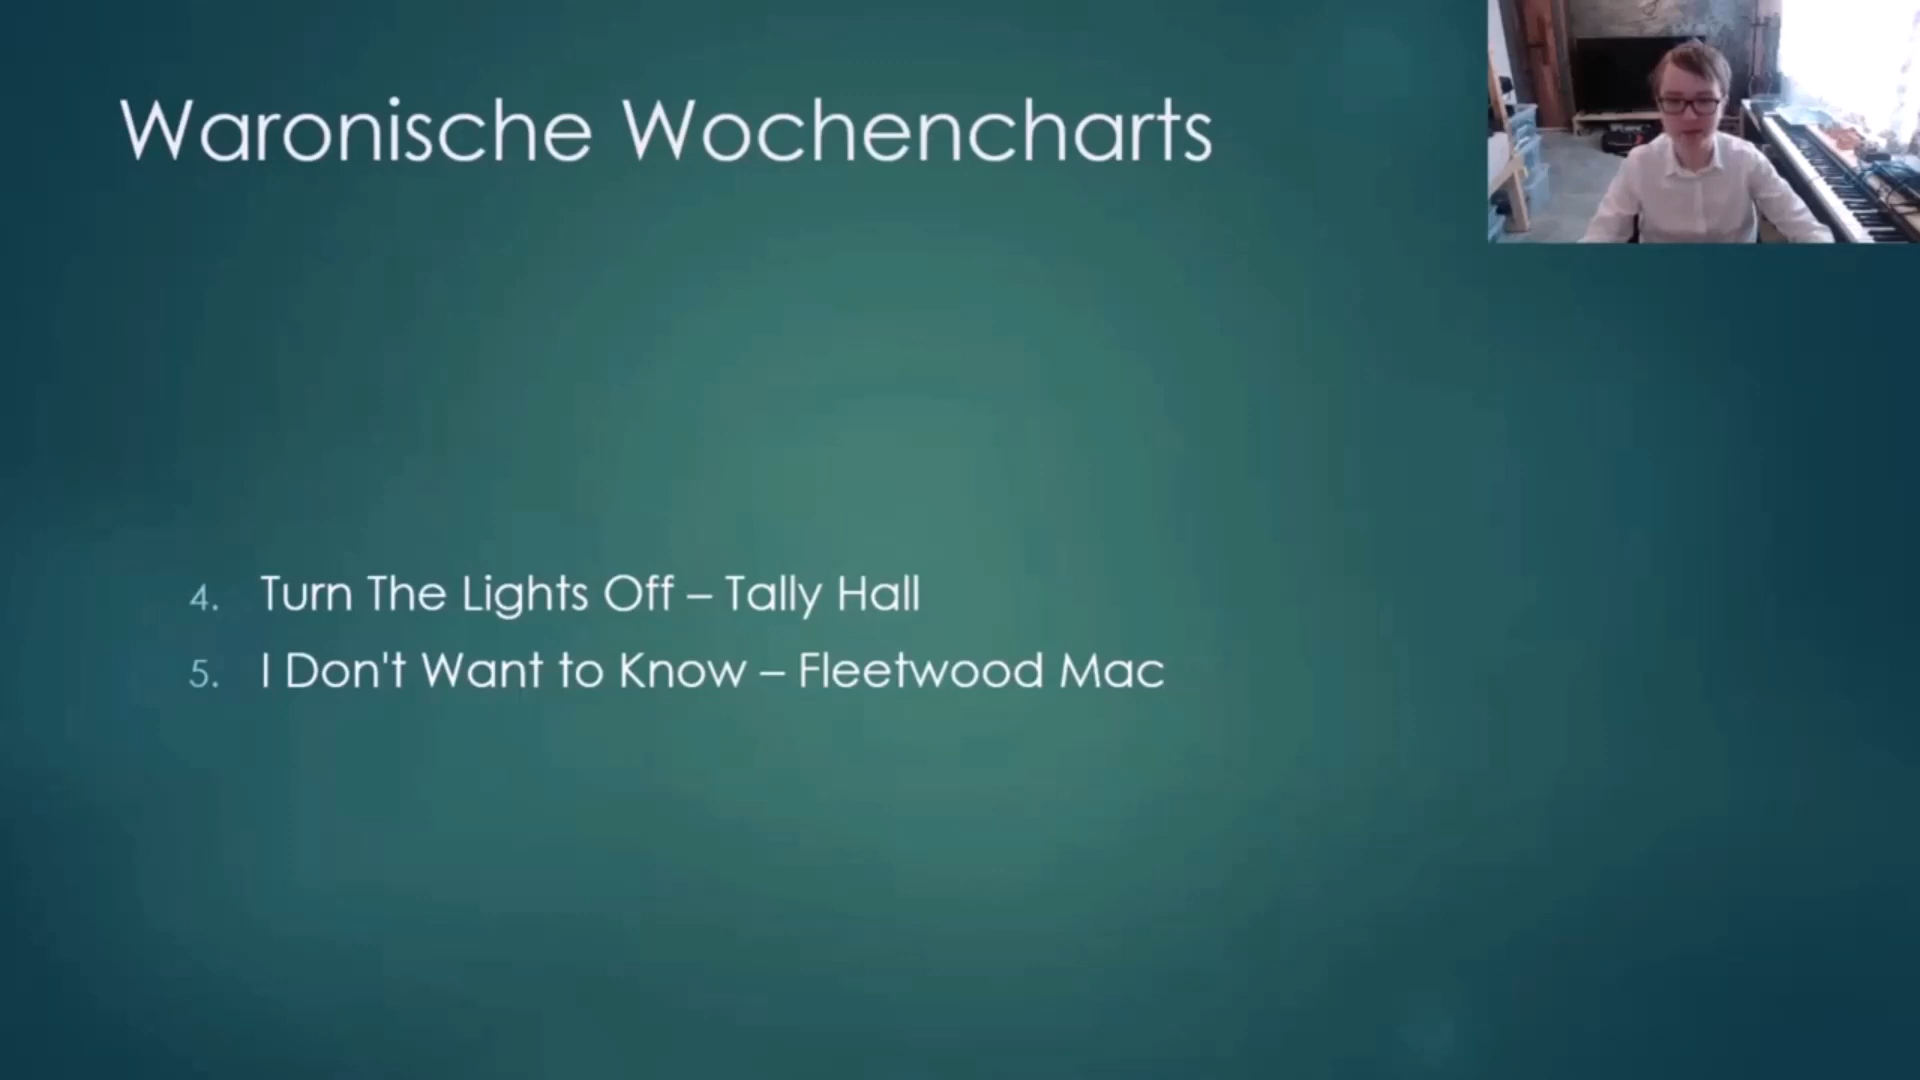 Waronische Wochencharts
4. Turn The Lights Off – Tally Hall
5. I Don't Want to Know – Fleetwood Mac